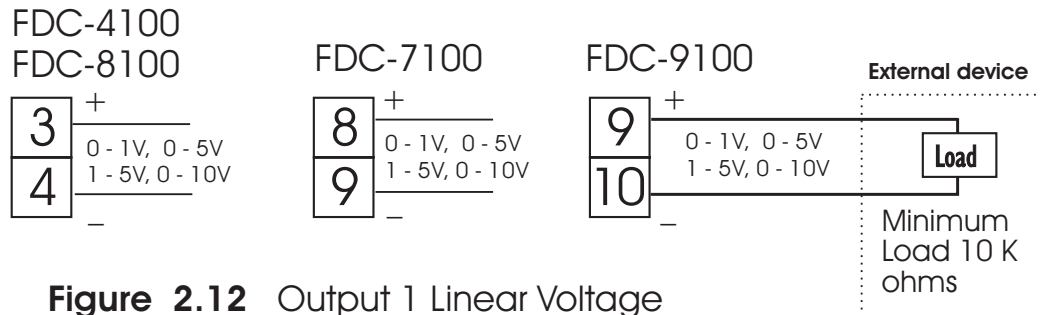 FDC-4100
FDC-8100
3
4
+
0 - 1V, 0 - 5V
1 - 5V, 0 - 10V
–
FDC-7100
8
9
+
0 - 1V, 0 - 5V
1 - 5V, 0 - 10V
–
FDC-9100
9
10
+
0 - 1V, 0 - 5V
1 - 5V, 0 - 10V
–
External device
Load
Minimum
Load 10 K
ohms
Figure 2.12 Output 1 Linear Voltage